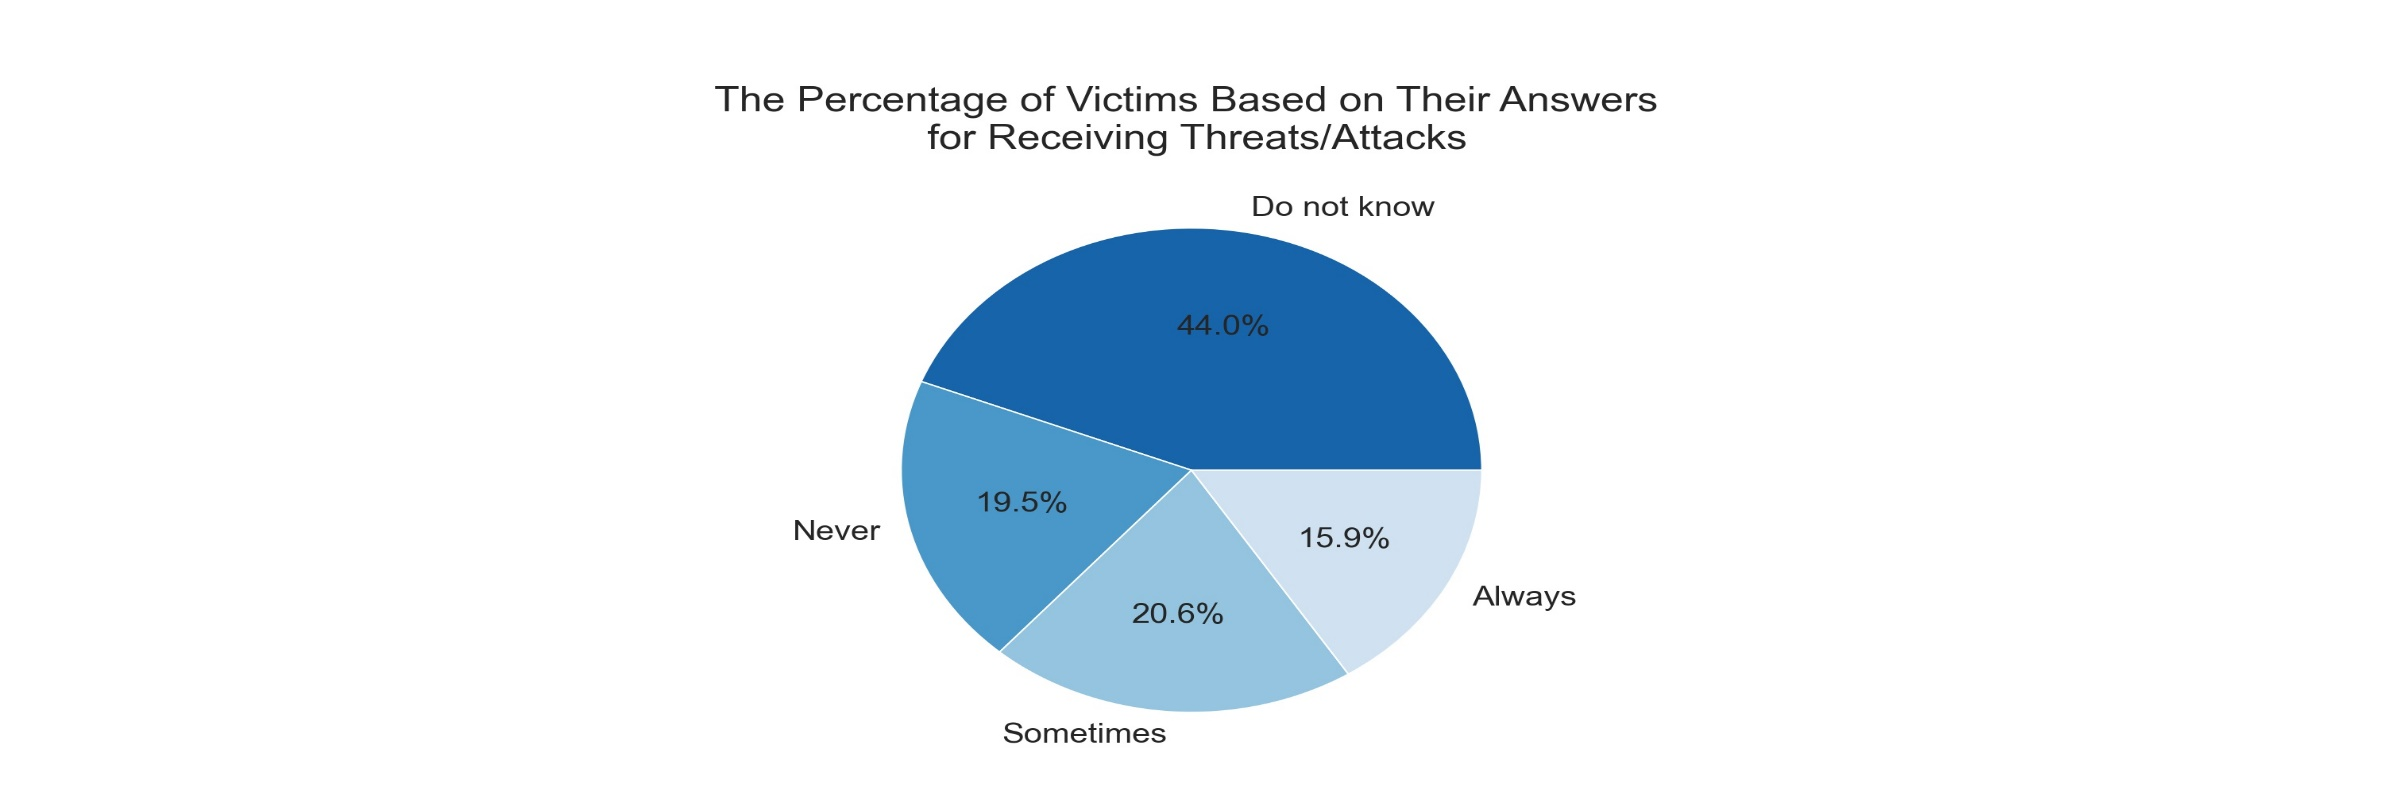 The Percentage of Victims Based on Their Answers
for Receiving Threats/Attacks
Do not know
44.0%
19.5%
Never
15.9%
Always
20.6%
Sometimes